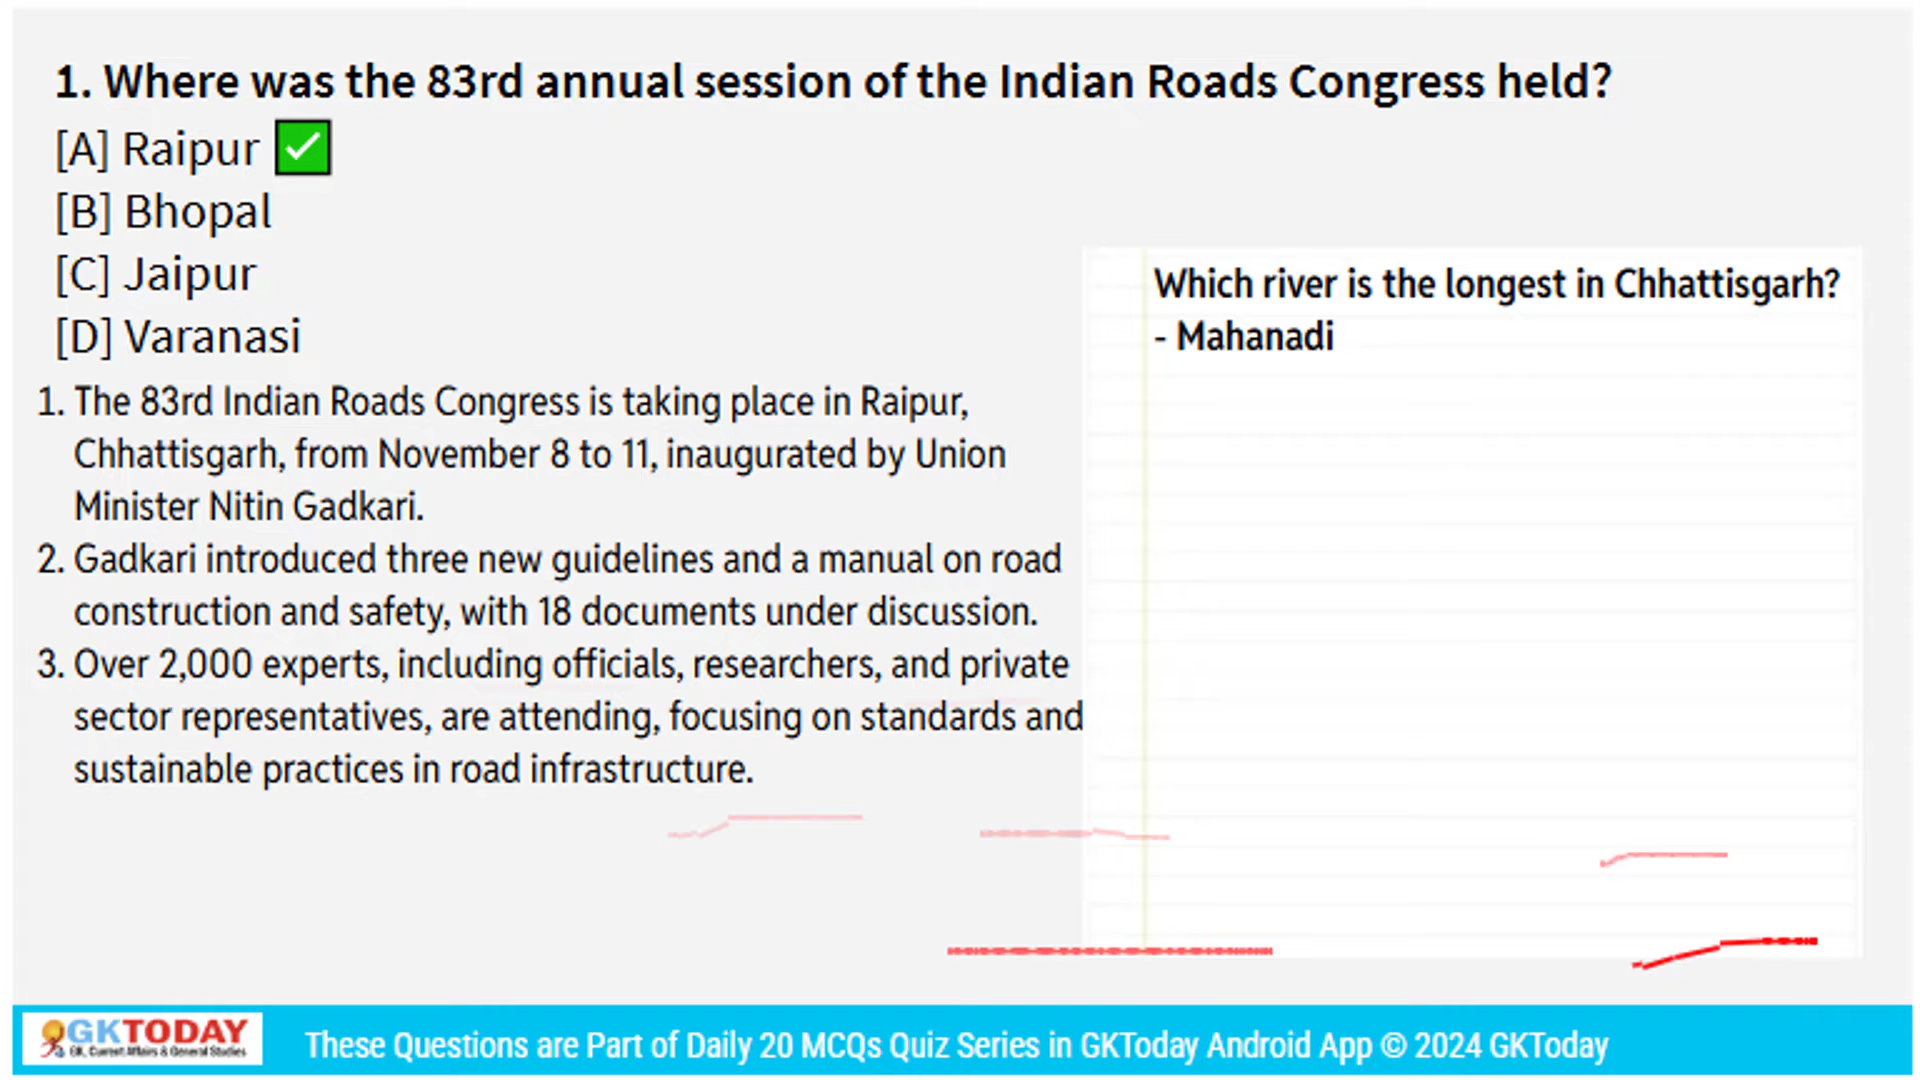 1. Where was the 83rd annual session of the Indian Roads Congress held?
[A] Raipur
[B] Bhopal
[C] Jaipur
[D] Varanasi
1. The 83rd Indian Roads Congress is taking place in Raipur,
Chhattisgarh, from November 8 to 11, inaugurated by Union
Minister Nitin Gadkari.
2. Gadkari introduced three new guidelines and a manual on road
construction and safety, with 18 documents under discussion.
3. Over 2,000 experts, including officials, researchers, and private
sector representatives, are attending, focusing on standards and
sustainable practices in road infrastructure.
Which river is the longest in Chhattisgarh?
- Mahanadi
GKTODAY
GK, Current Affairs & General Studies
These Questions are Part of Daily 20 MCQs Quiz Series in GKToday Android App © 2024 GKToday